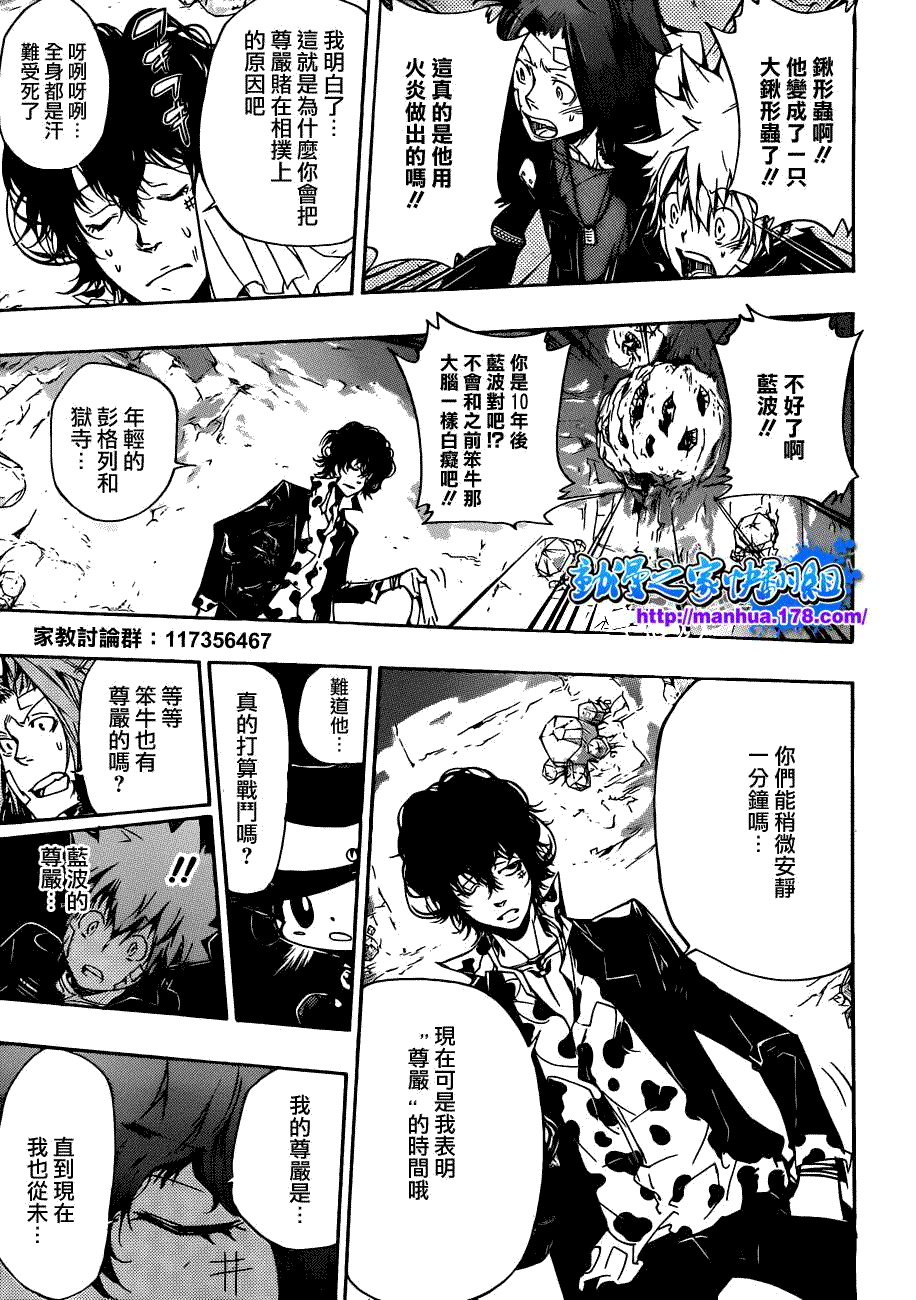 鍬形蟲啊!!
他變成了一只
大鍬形蟲了!!
這真的是他用
火炎做出的嗎!!
我明白了…
這就是為什麼你會把
尊嚴賭在相撲上
的原因吧
呀咧呀咧…
全身都是汗
難受死了
不好了啊
藍波!!
你是10年後
藍波對吧!?
不會和之前笨牛那
大腦一樣白癡吧!!
年輕的
彭格列和
獄寺…
動漫之家汉翻組
http://manhua.178.com/
家教討論群：117356467
你們能稍微安靜
一分鐘嗎…
難道他…
真的打算戰鬥嗎?
等等
笨牛也有
尊嚴的嗎?
!!
藍波的
尊嚴…
現在可是我表明
"尊嚴"的時間哦
我的尊嚴是…
直到現在
我也從未…